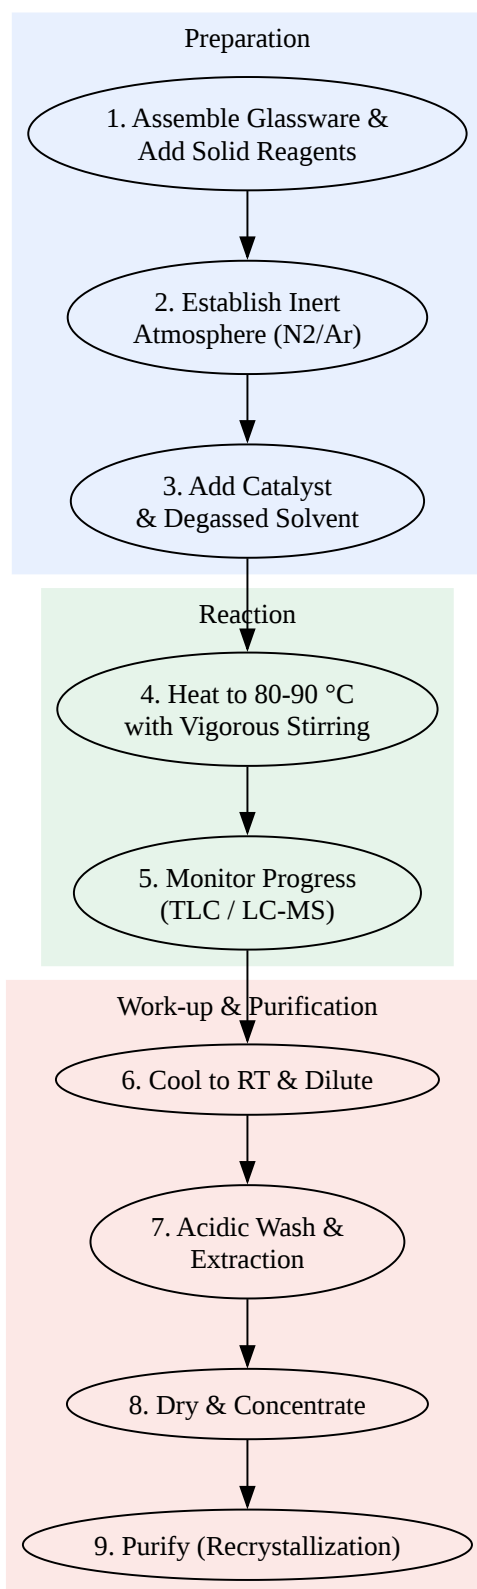 Preparation
1. Assemble Glassware &
Add Solid Reagents
2. Establish Inert
Atmosphere (N2/Ar)
3. Add Catalyst
& Degassed Solvent
Reaction
4. Heat to 80-90 °C
with Vigorous Stirring
5. Monitor Progress
(TLC / LC-MS)
Work-up & Purification
6. Cool to RT & Dilute
7. Acidic Wash &
Extraction
8. Dry & Concentrate
9. Purify (Recrystallization)